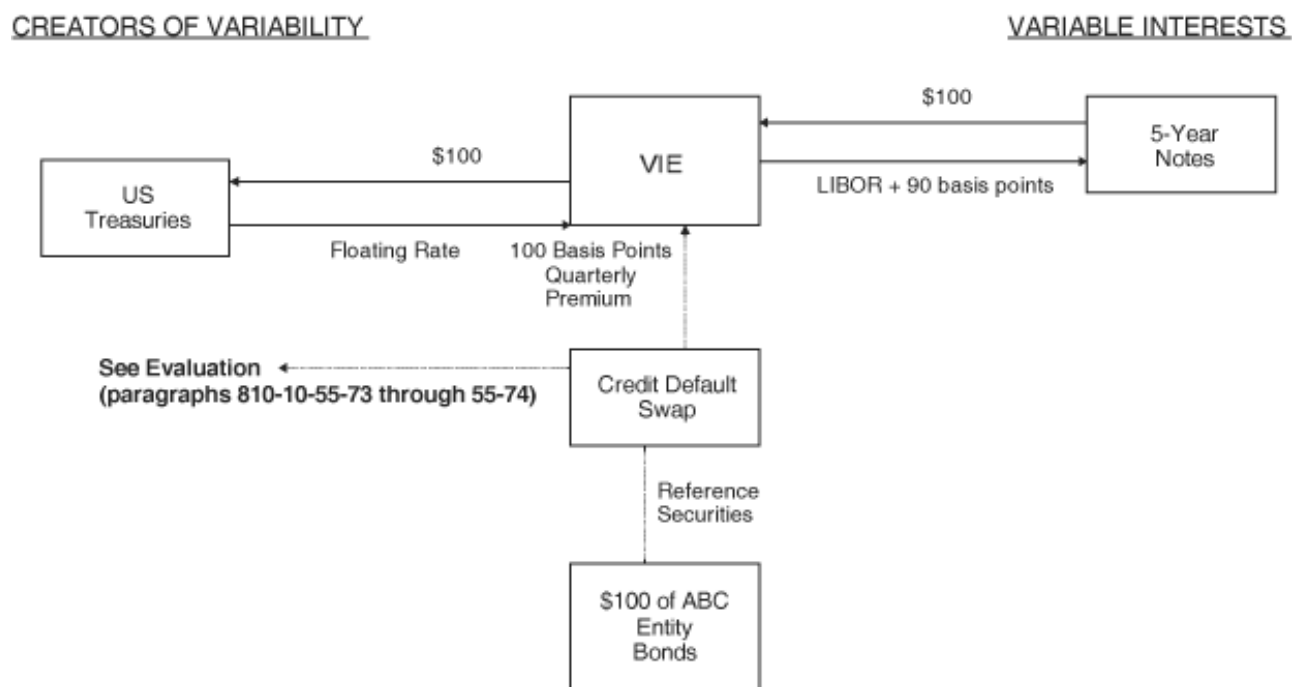 CREATORS OF VARIABILITY
VARIABLE INTERESTS
$100
5-Year
Notes
VIE
$100
US
Treasuries
LIBOR + 90 basis points
Floating Rate
100 Basis Points
Quarterly
Premium
See Evaluation
(paragraphs 810-10-55-73 through 55-74)
Credit Default
Swap
Reference
Securities
$100 of ABC
Entity
Bonds